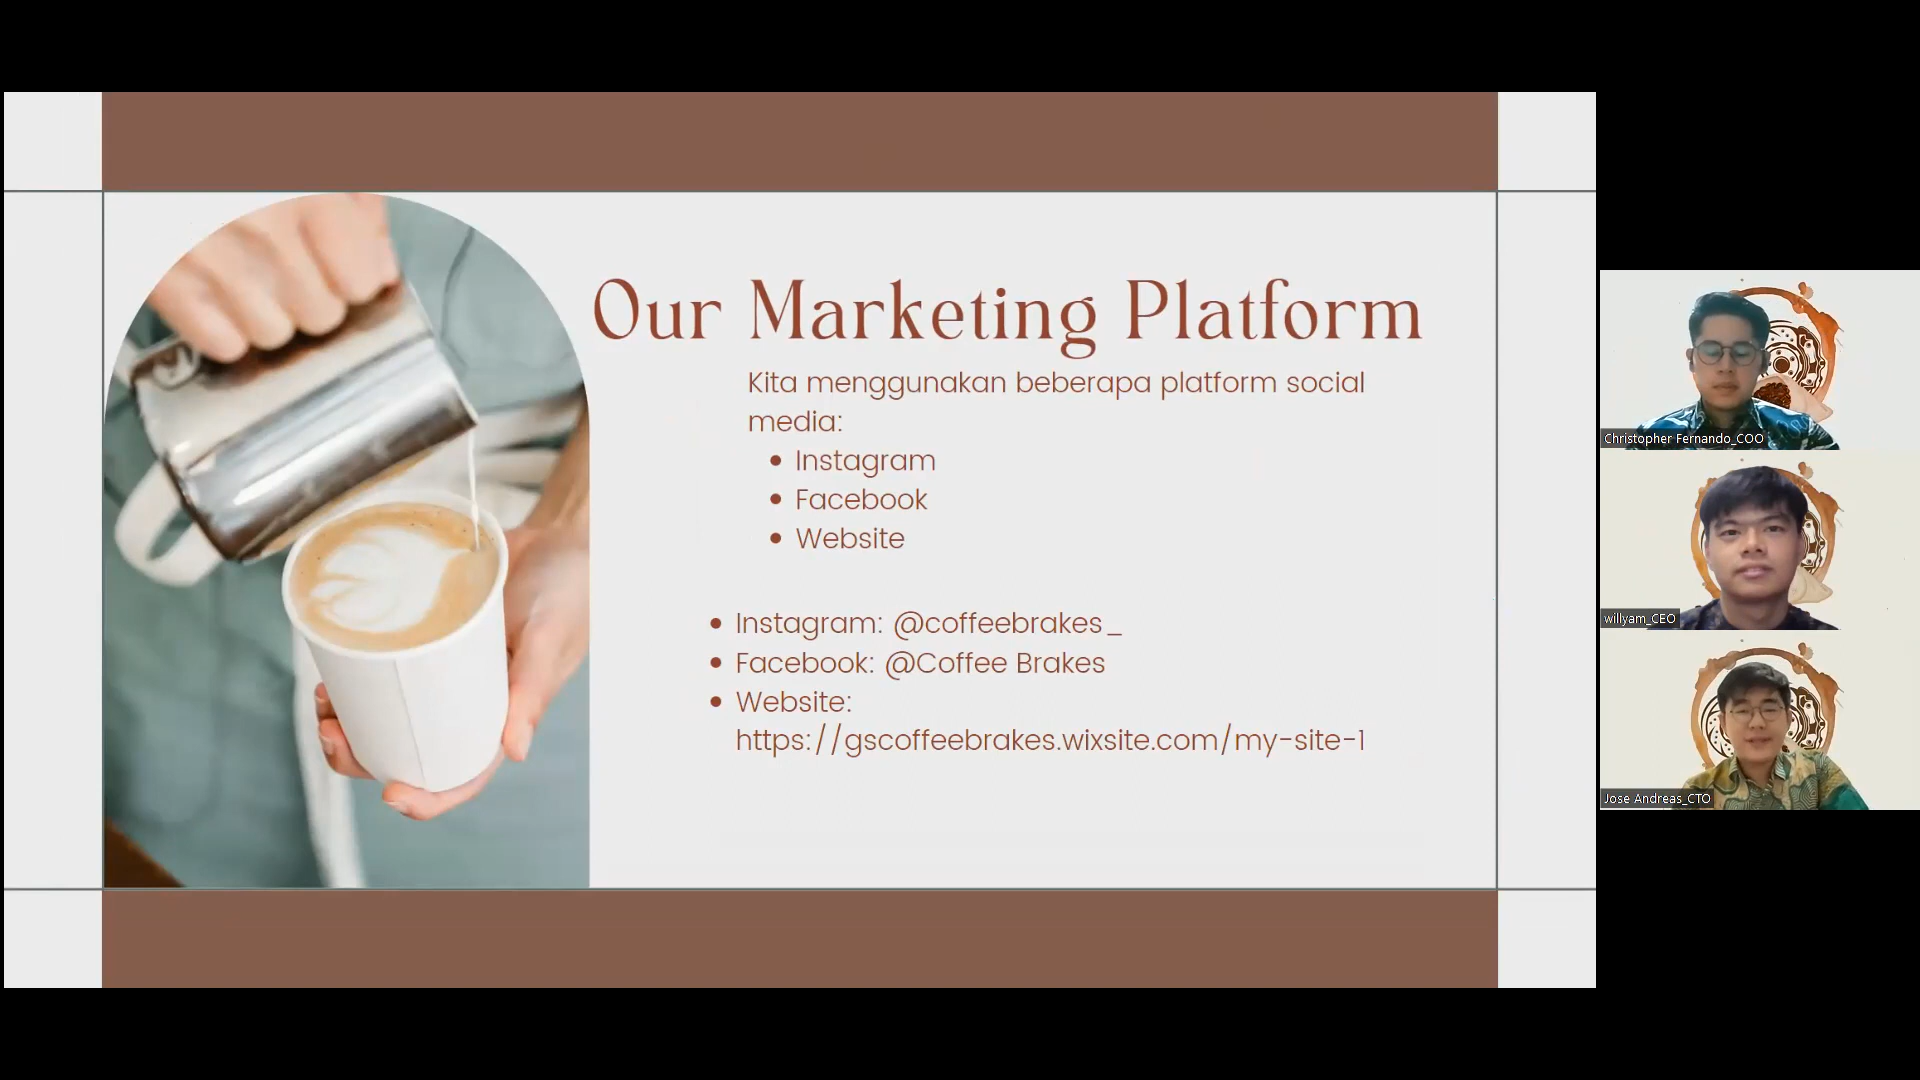 Our Marketing Platform
Kita menggunakan beberapa platform social
media:
• Instagram
• Facebook
• Website
• Instagram: @coffeebrakes_
• Facebook: @Coffee Brakes
• Website:
https://gscoffeebrakes.wixsite.com/my-site-1
Christopher Fernando_COO
willyam_CEO
Jose Andreas_CTO